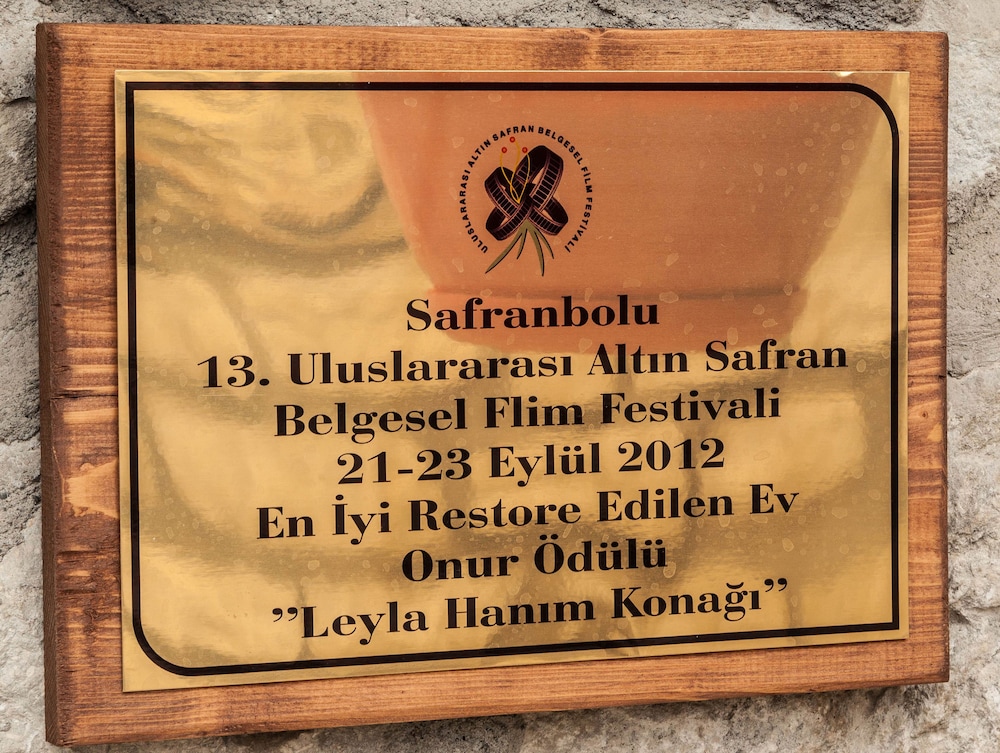 ULUSLARARASI ALTIN SAFRAN BELGESEL FİLM FESTİVALİ
Safranbolu
13. Uluslararası Altın Safran
Belgesel Flim Festivali
21-23 Eylül 2012
En İyi Restore Edilen Ev
Onur Ödülü
”Leyla Hanım Konağı”